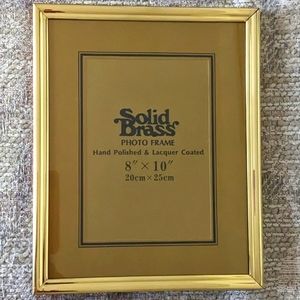 Solid
Brass
PHOTO FRAME
Hand Polished & Lacquer Coated
8" × 10"
20cm × 25cm